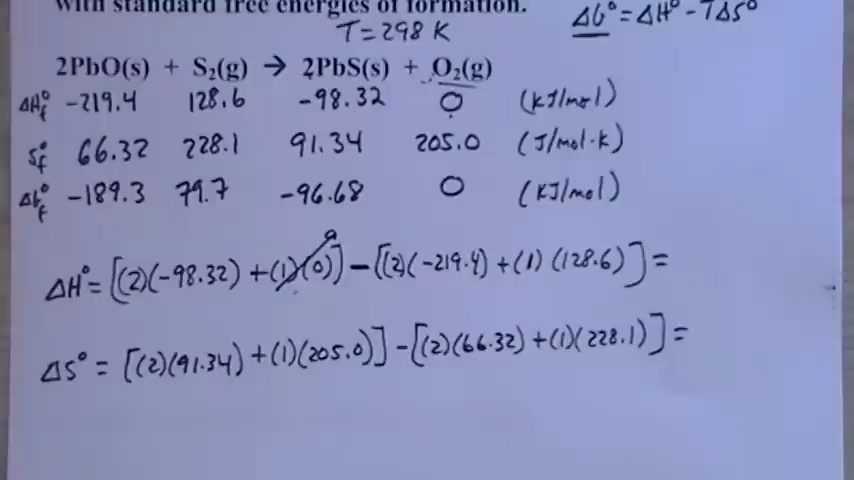 with standard free energies of formation.
ΔG° = ΔH° - TΔS°
T = 298 K
2PbO(s) + S₂(g) → 2PbS(s) + O₂(g)
ΔH°f -219.4 128.6 -98.32 0 (kJ/mol)
S°f 66.32 228.1 91.34 205.0 (J/mol·K)
ΔG°f -189.3 79.7 -96.68 0 (KJ/mol)
ΔH° = [(2)(-98.32) + (1)(0)] - [(2)(-219.4) + (1)(128.6)] =
ΔS° = [(2)(91.34) + (1)(205.0)] - [(2)(66.32) + (1)(228.1)] =